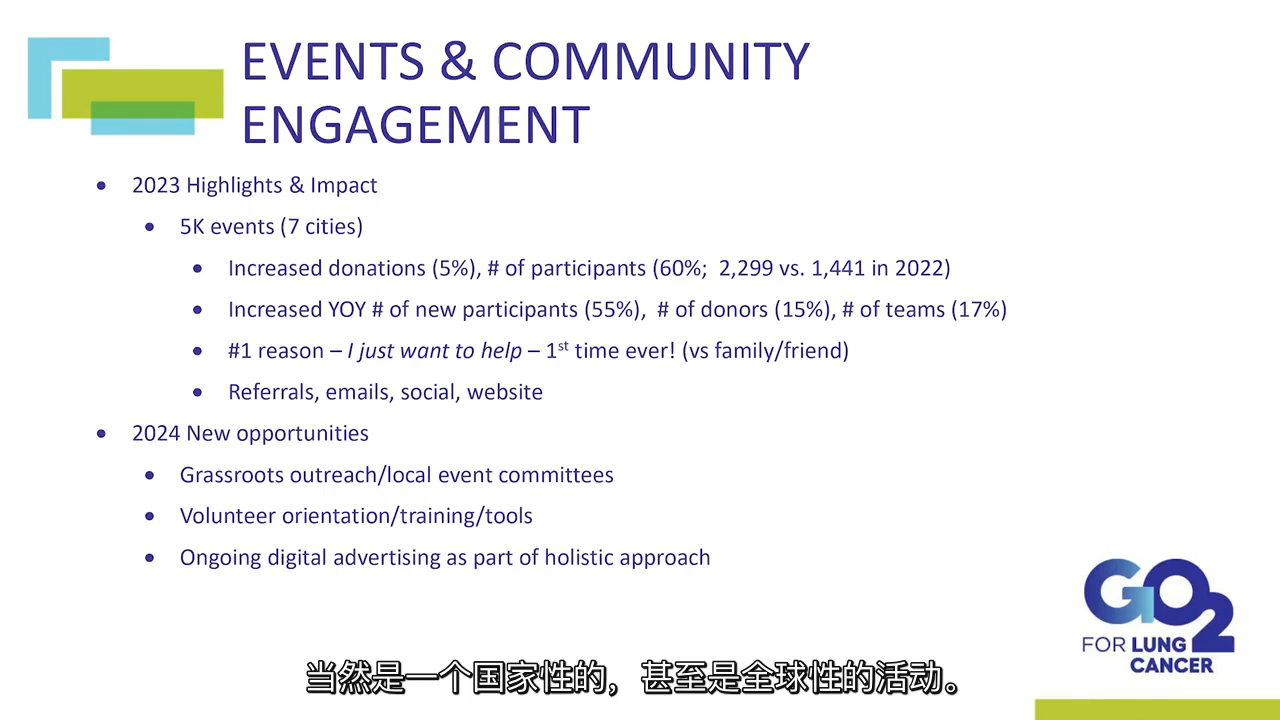 EVENTS & COMMUNITY
ENGAGEMENT
• 2023 Highlights & Impact
• 5K events (7 cities)
• Increased donations (5%), # of participants (60%;  2,299 vs. 1,441 in 2022)
• Increased YOY # of new participants (55%),  # of donors (15%), # of teams (17%)
• #1 reason – I just want to help – 1st time ever! (vs family/friend)
• Referrals, emails, social, website
• 2024 New opportunities
• Grassroots outreach/local event committees
• Volunteer orientation/training/tools
• Ongoing digital advertising as part of holistic approach
GO2
FOR LUNG
CANCER
当然是一个国家性的，甚至是全球性的活动。